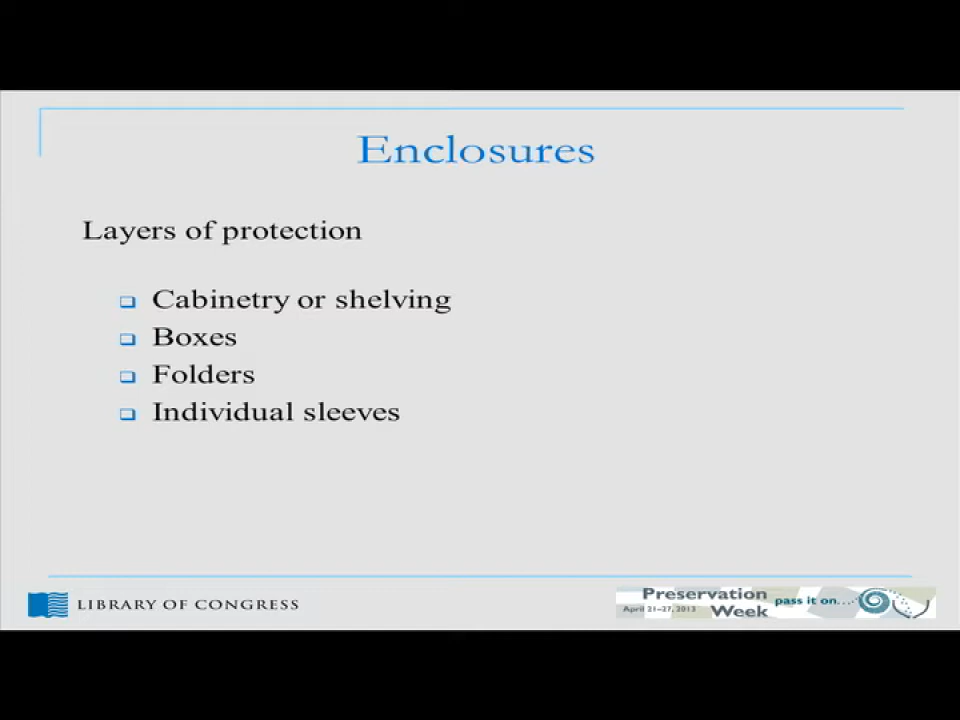 Enclosures
Layers of protection
Cabinetry or shelving
Boxes
Folders
Individual sleeves
LIBRARY OF CONGRESS
Preservation Week
April 21-27, 2013
pass it on....